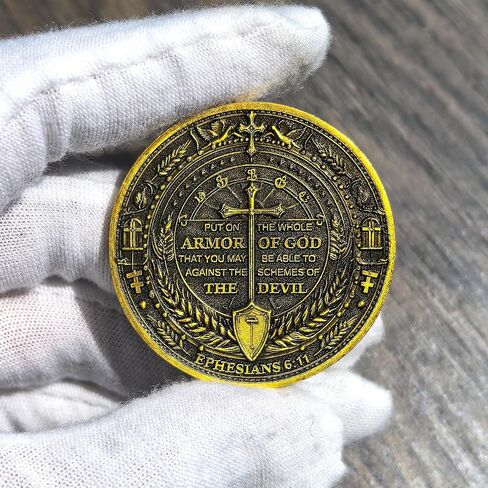 PUT ON THE WHOLE
ARMOR OF GOD
THAT YOU MAY BE ABLE TO
AGAINST THE SCHEMES OF
THE DEVIL
EPHESIANS 6:11